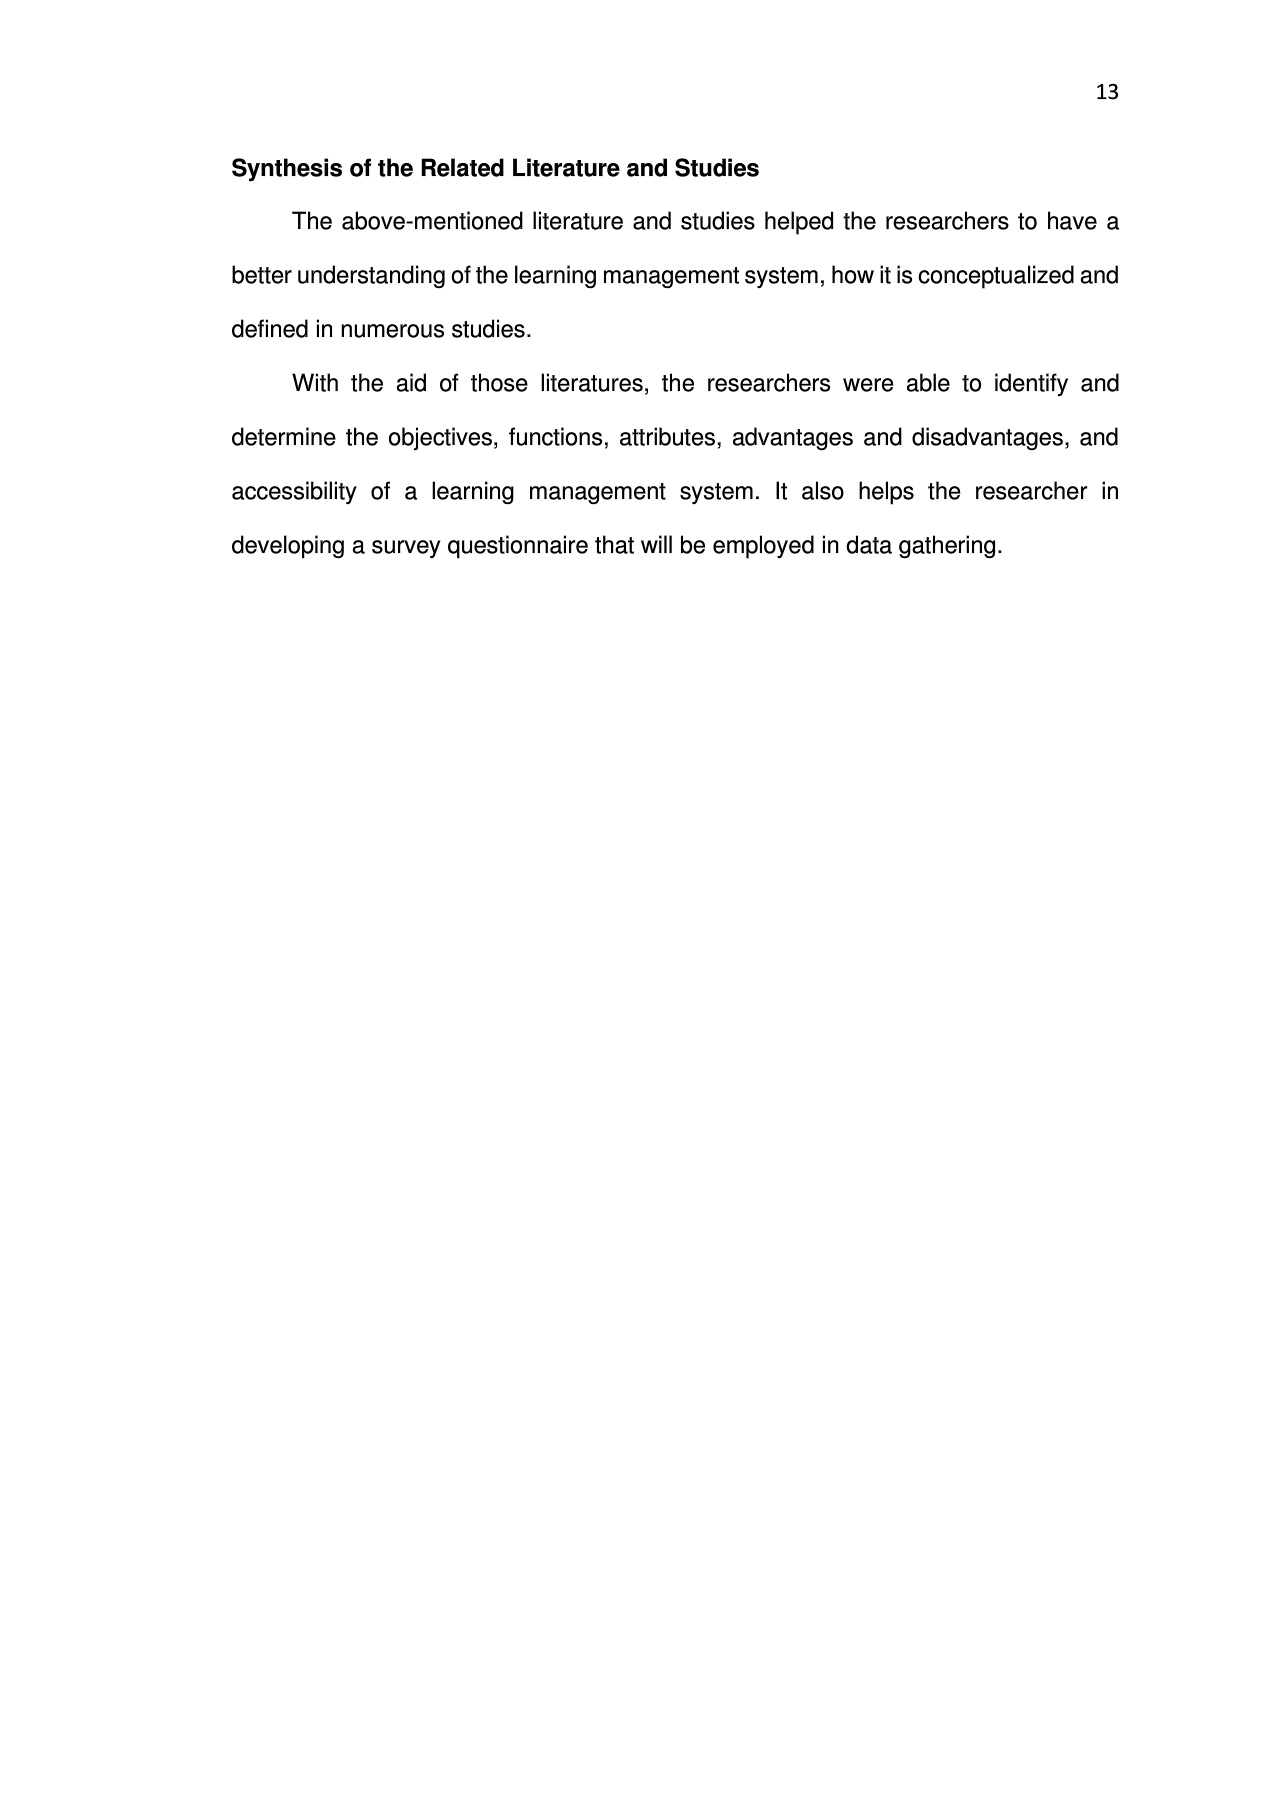 13
Synthesis of the Related Literature and Studies
The above-mentioned literature and studies helped the researchers to have a
better understanding of the learning management system, how it is conceptualized and
defined in numerous studies.
With the aid of those literatures, the researchers were able to identify and
determine the objectives, functions, attributes, advantages and disadvantages, and
accessibility of a learning management system. It also helps the researcher in
developing a survey questionnaire that will be employed in data gathering.